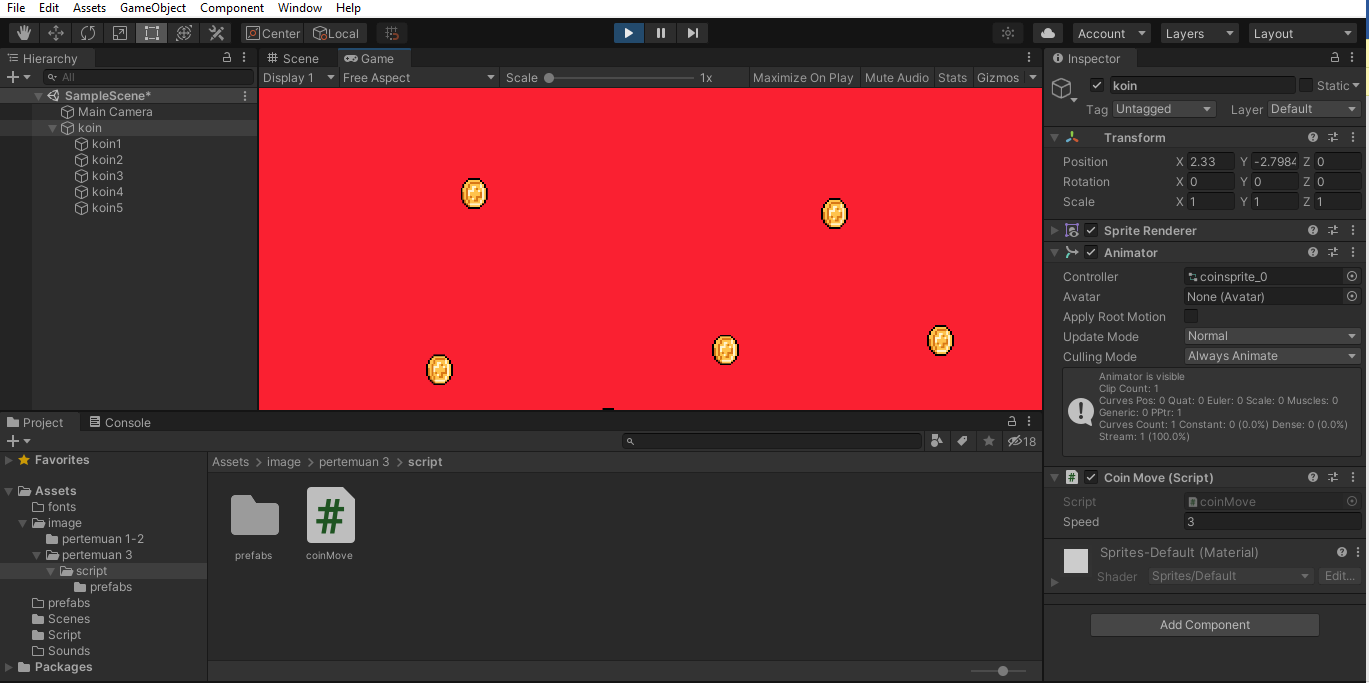 File Edit Assets GameObject Component Window Help
Center Local Account Layers Layout
Hierarchy
All
SampleScene*
Main Camera
koin
koin1
koin2
koin3
koin4
koin5
Scene Game
Display 1 Free Aspect Scale 1x Maximize On Play Mute Audio Stats Gizmos
Inspector
koin Static
Tag Untagged Layer Default
Transform
Position X 2.33 Y -2.7984 Z 0
Rotation X 0 Y 0 Z 0
Scale X 1 Y 1 Z 1
Sprite Renderer
Animator
Controller coinsprite_0
Avatar None (Avatar)
Apply Root Motion
Update Mode Normal
Culling Mode Always Animate
Animator is visible
Clip Count: 1
Curves Pos: 0 Quat: 0 Euler: 0 Scale: 0 Muscles: 0
Generic: 0 PPtr: 1
Curves Count: 1 Constant: 0 (0.0%) Dense: 0 (0.0%)
Stream: 1 (100.0%)
# Coin Move (Script)
Script coinMove
Speed 3
Sprites-Default (Material)
Shader Sprites/Default Edit...
Add Component
Project Console
18
Favorites
Assets
fonts
image
pertemuan 1-2
pertemuan 3
script
prefabs
prefabs
Scenes
Script
Sounds
Packages
Assets > image > pertemuan 3 > script
#
prefabs coinMove